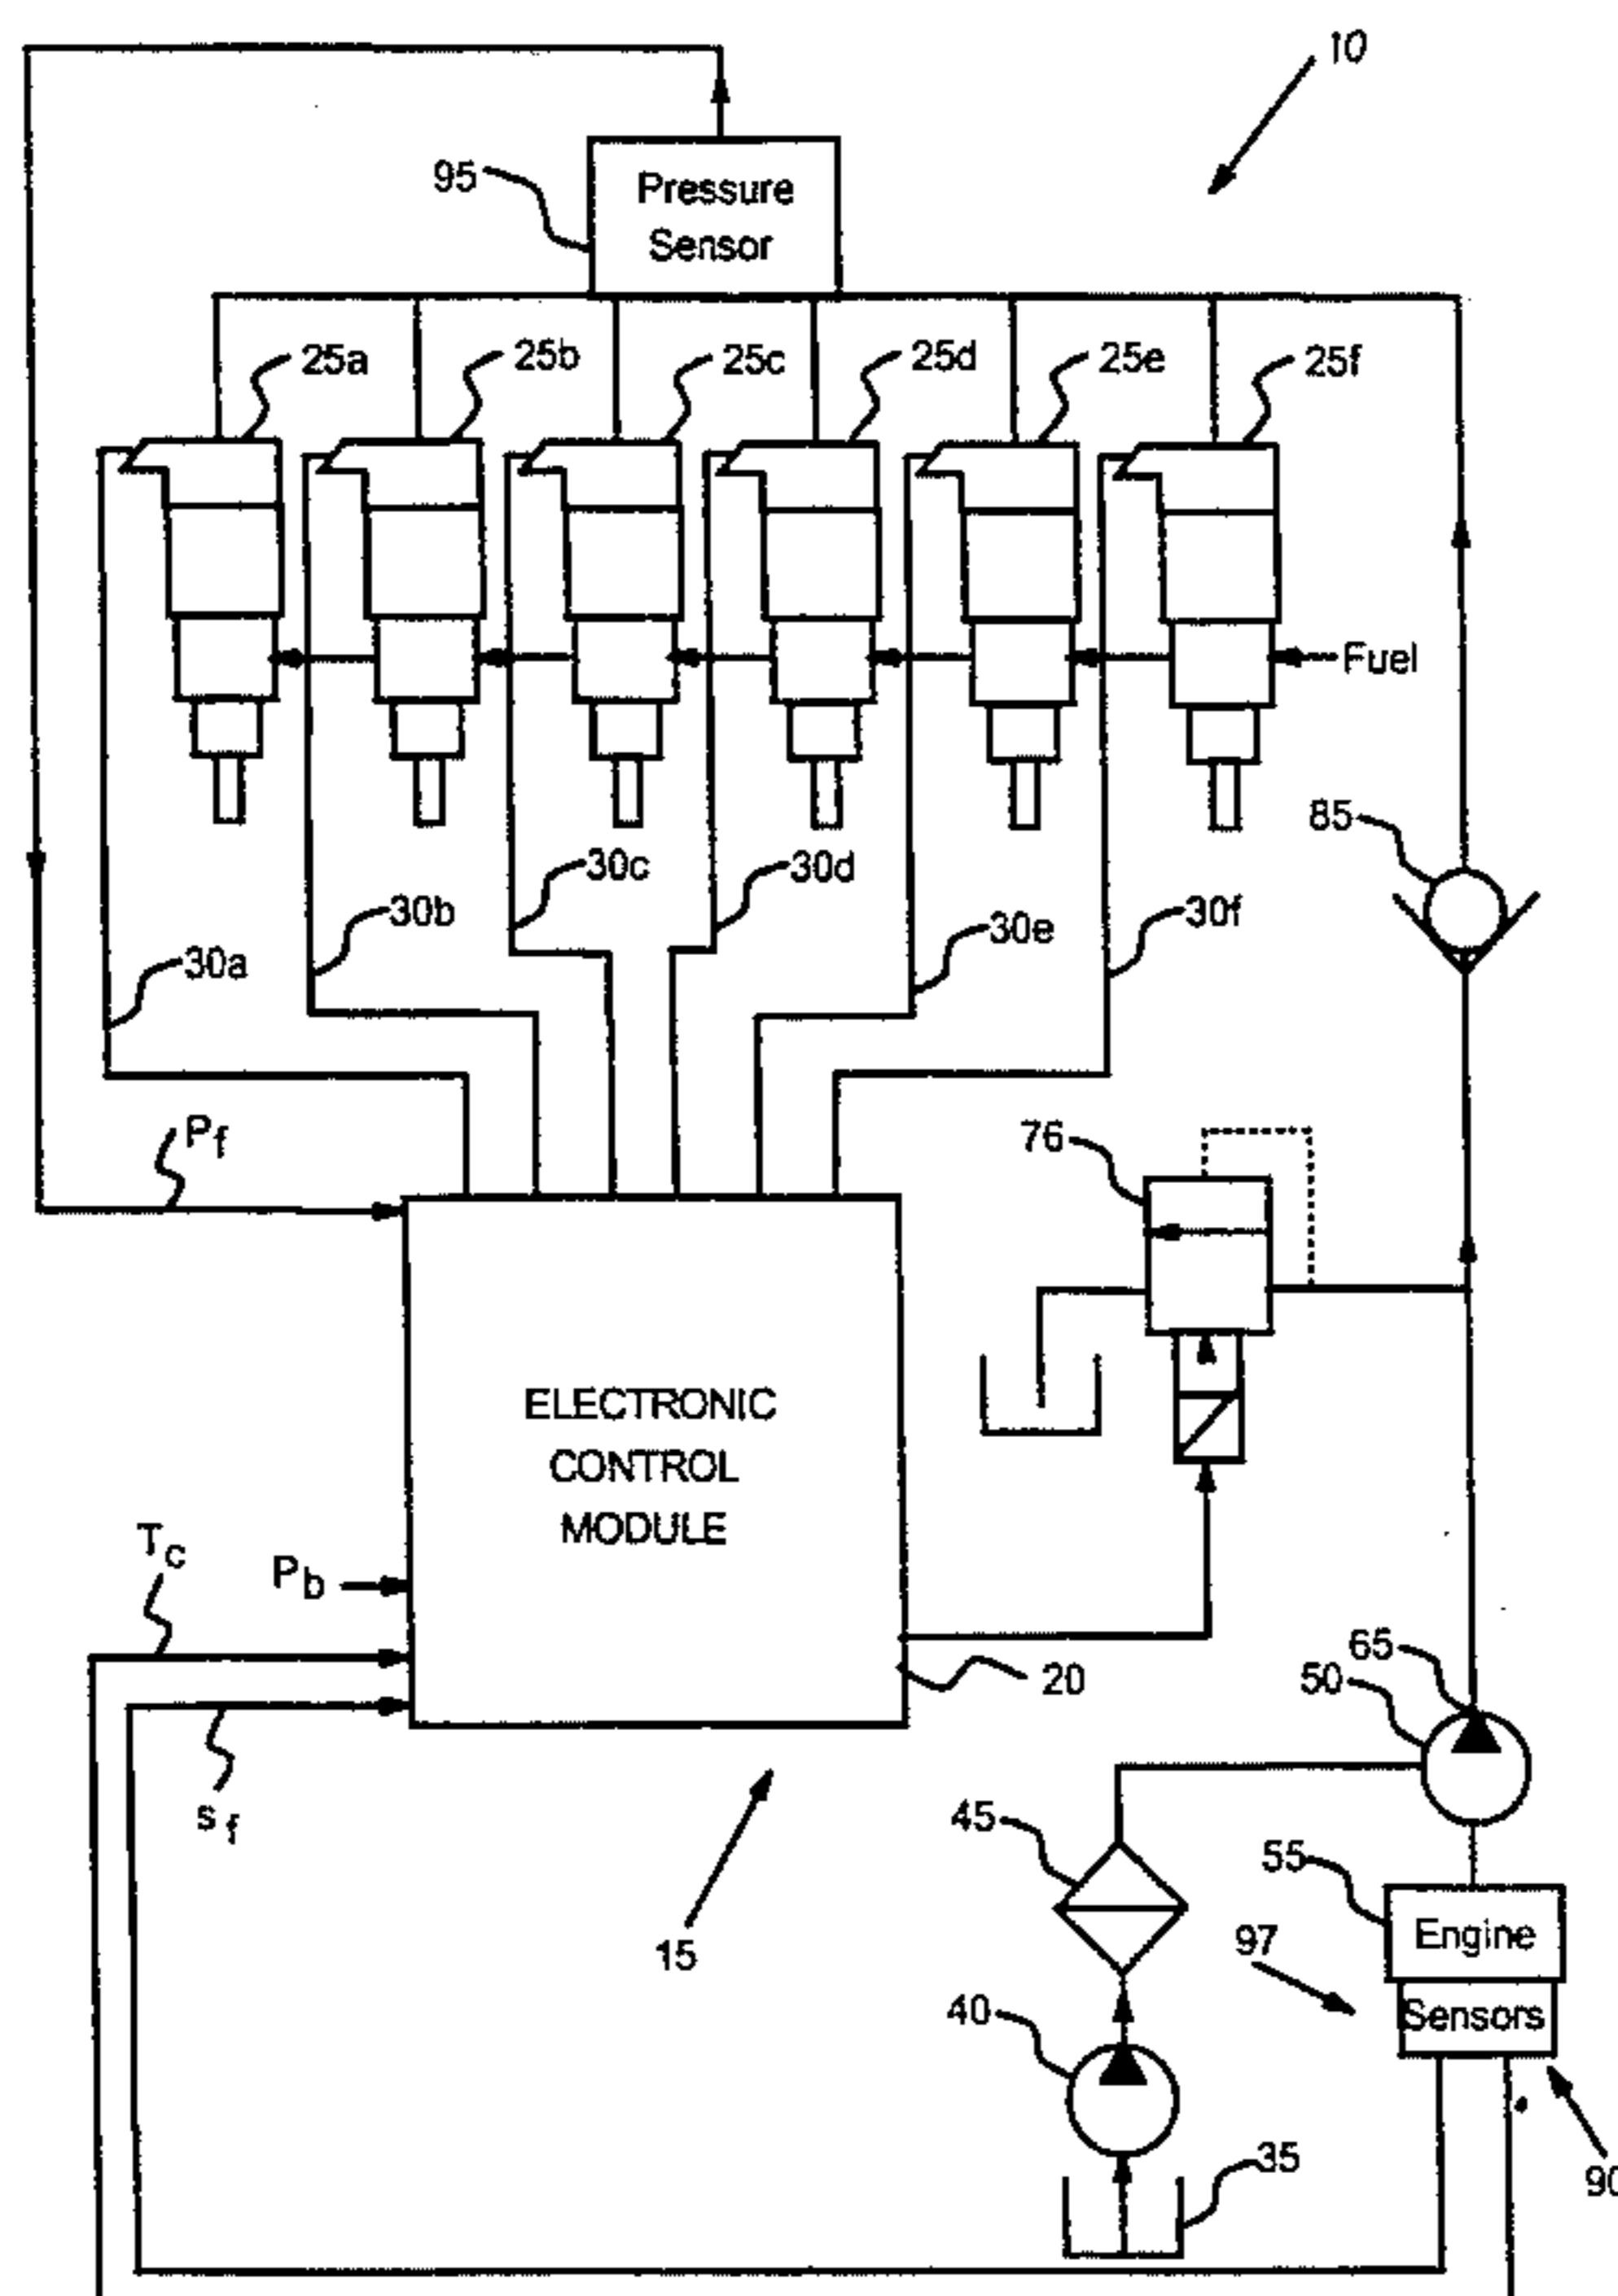 10
95
Pressure
Sensor
25a
25b
25c
25d
25e
25f
Fuel
85
30a
30b
30c
30d
30e
30f
Pf
76
ELECTRONIC
CONTROL
MODULE
Tc
Pb
sf
20
65
50
15
45
55
Engine
97
Sensors
40
35